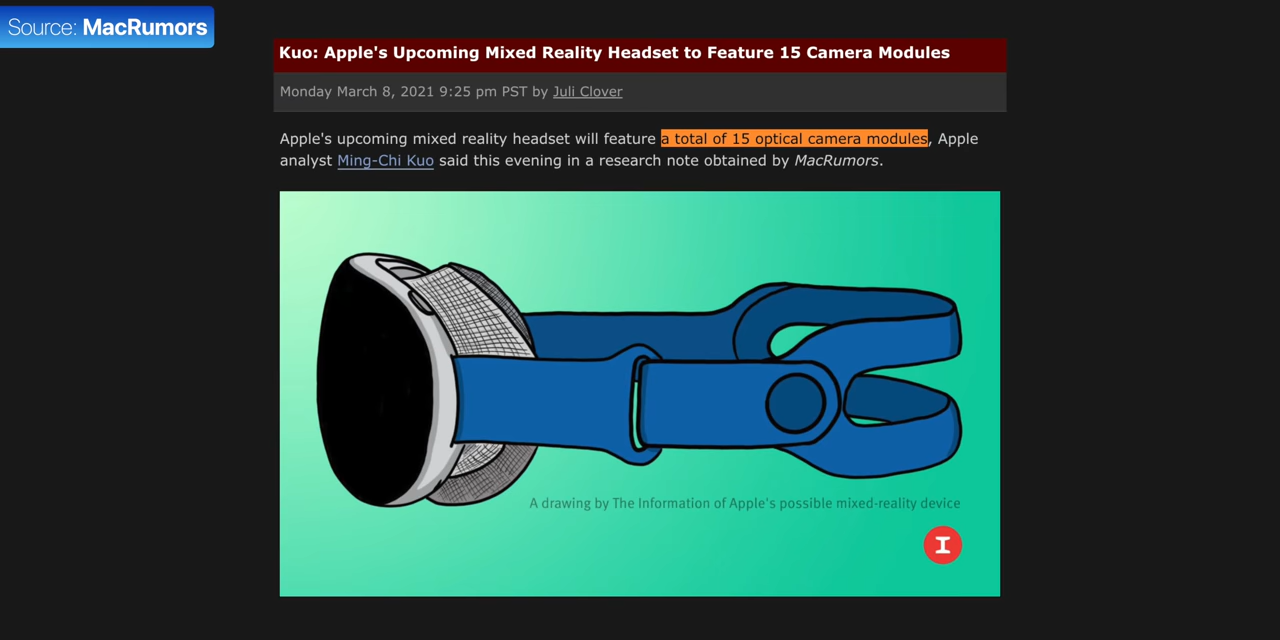 Source: MacRumors
Kuo: Apple's Upcoming Mixed Reality Headset to Feature 15 Camera Modules
Monday March 8, 2021 9:25 pm PST by Juli Clover
Apple's upcoming mixed reality headset will feature a total of 15 optical camera modules, Apple
analyst Ming-Chi Kuo said this evening in a research note obtained by MacRumors.
A drawing by The Information of Apple's possible mixed-reality device
I